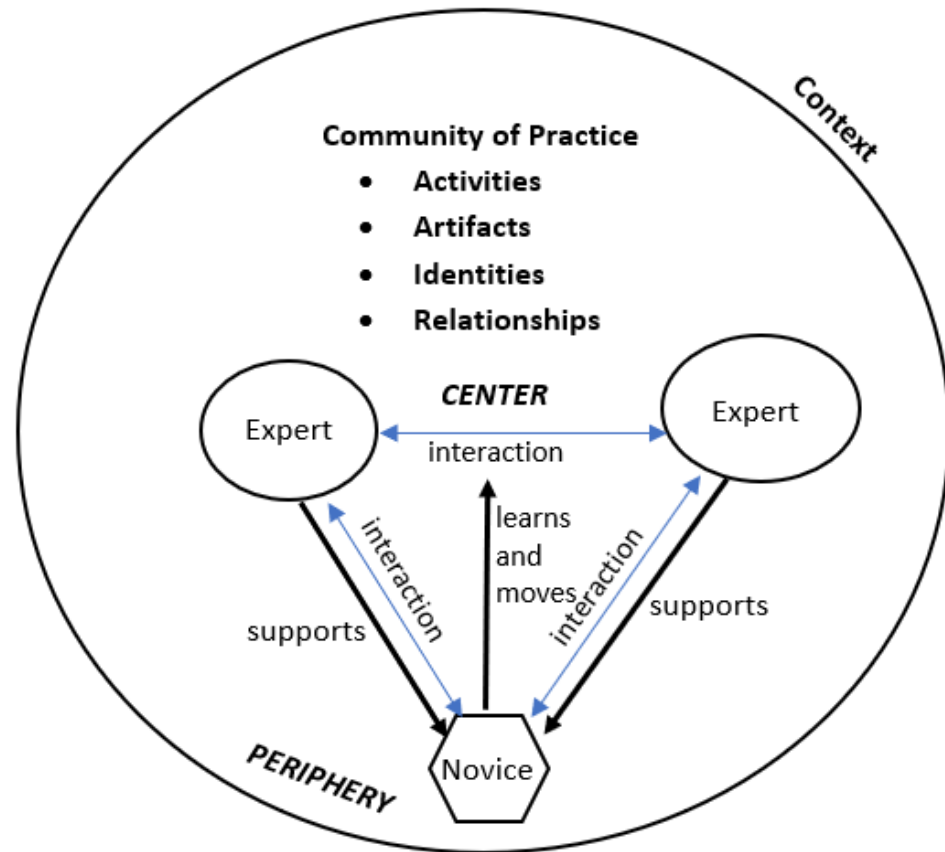 Context
Community of Practice
• Activities
• Artifacts
• Identities
• Relationships
CENTER
Expert
Expert
interaction
interaction
learns
and
moves
interaction
supports
supports
PERIPHERY
Novice